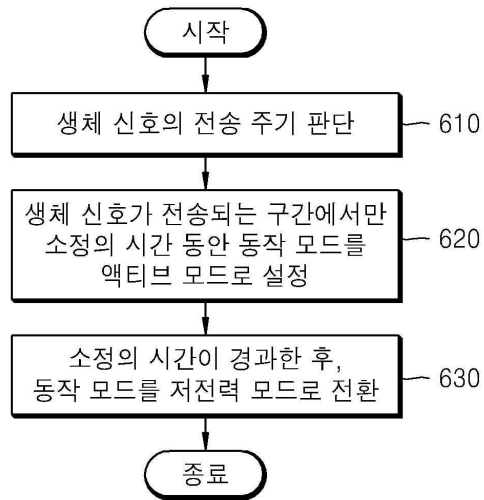 시작
생체 신호의 전송 주기 판단
610
생체 신호가 전송되는 구간에서만
소정의 시간 동안 동작 모드를
액티브 모드로 설정
620
소정의 시간이 경과한 후,
동작 모드를 저전력 모드로 전환
630
종료